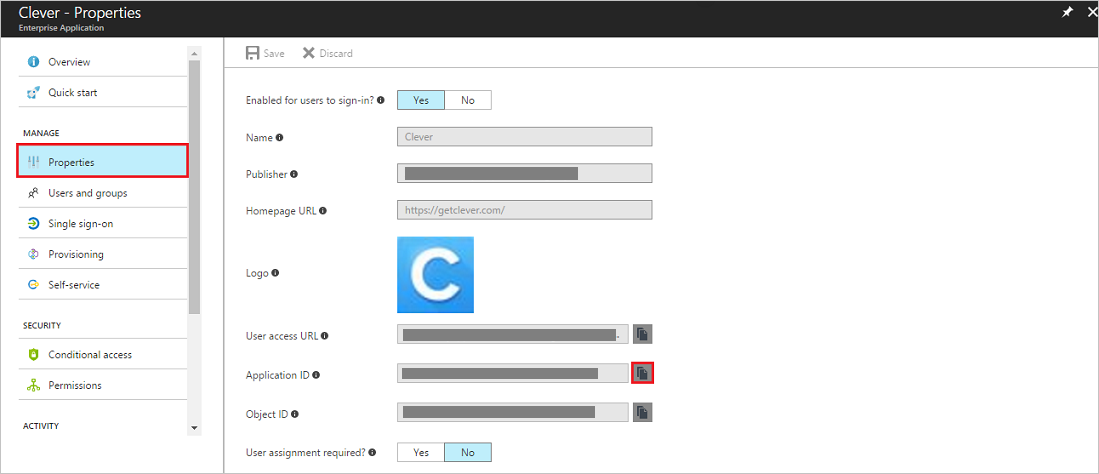 Clever - Properties
Enterprise Application
Overview
Quick start
MANAGE
Properties
Users and groups
Single sign-on
Provisioning
Self-service
SECURITY
Conditional access
Permissions
ACTIVITY
Save Discard
Enabled for users to sign-in? Yes No
Name Clever
Publisher
Homepage URL https://getclever.com/
Logo C
User access URL
Application ID
Object ID
User assignment required? Yes No